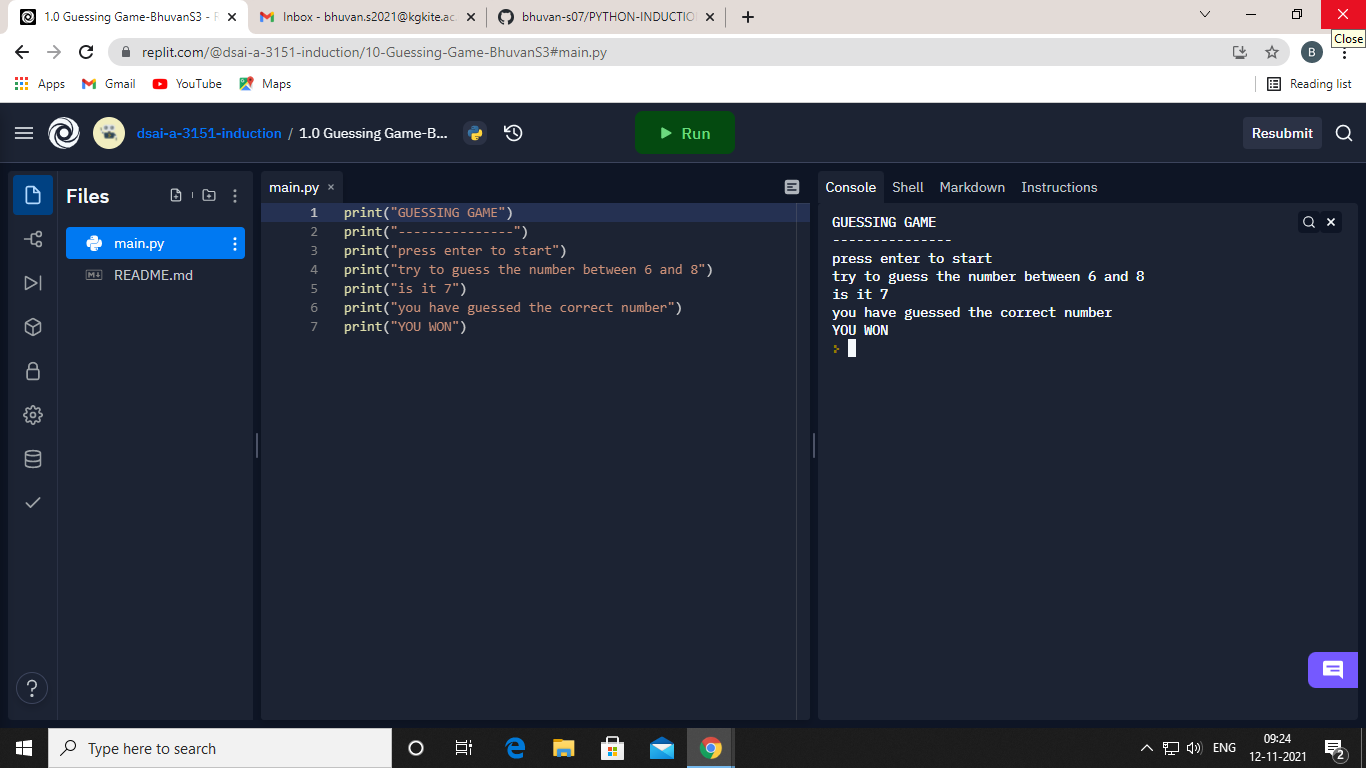 1.0 Guessing Game-BhuvanS3 - R
Inbox - bhuvan.s2021@kgkite.ac.
bhuvan-s07/PYTHON-INDUCTIO
Close
replit.com/@dsai-a-3151-induction/10-Guessing-Game-BhuvanS3#main.py
B
Apps
Gmail
YouTube
Maps
Reading list
dsai-a-3151-induction / 1.0 Guessing Game-B...
Run
Resubmit
Files
main.py
README.md
main.py ×
1 print("GUESSING GAME")
2 print("---------------")
3 print("press enter to start")
4 print("try to guess the number between 6 and 8")
5 print("is it 7")
6 print("you have guessed the correct number")
7 print("YOU WON")
Console Shell Markdown Instructions
GUESSING GAME
---------------
press enter to start
try to guess the number between 6 and 8
is it 7
you have guessed the correct number
YOU WON
?
Type here to search
ENG
09:24
12-11-2021
2